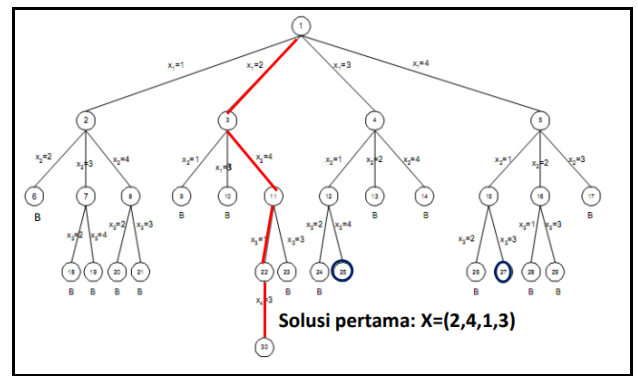 1
x₁=1 x₁=2 x₁=3 x₁=4
2 3 4 5
x₂=2 x₂=3 x₂=4 x₂=1 x₂=4 x₂=1 x₂=2 x₂=4 x₂=1 x₂=2 x₂=3
6 7 8 9 10 11 12 13 14 15 16 17
B B B B B B
x₃=4 x₃=2 x₃=3 x₃=3 x₃=2 x₃=4 x₃=2 x₃=3 x₃=1 x₃=3
18 19 20 21 22 23 24 25 26 27 28 29
B B B B B B B B B
Solusi pertama: X=(2,4,1,3)
30